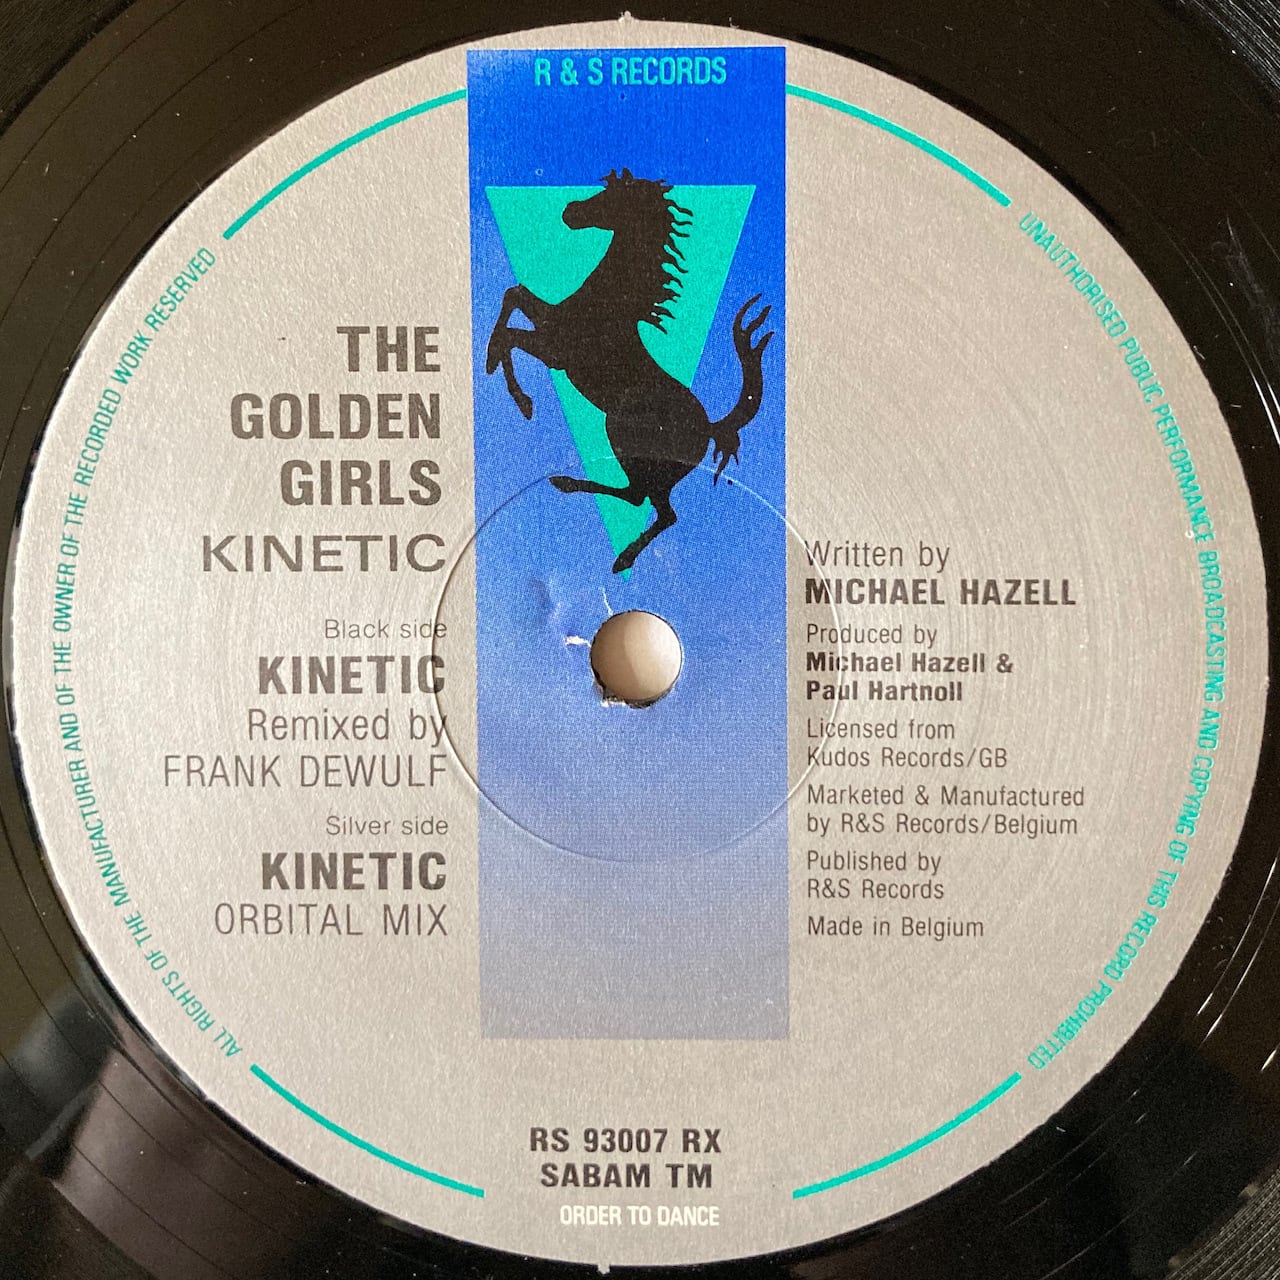 R & S RECORDS
THE
GOLDEN
GIRLS
KINETIC
Black side
KINETIC
Remixed by
FRANK DEWULF
Silver side
KINETIC
ORBITAL MIX
Written by
MICHAEL HAZELL
Produced by
Michael Hazell &
Paul Hartnoll
Licensed from
Kudos Records/GB
Marketed & Manufactured
by R&S Records/Belgium
Published by
R&S Records
Made in Belgium
RS 93007 RX
SABAM TM
ORDER TO DANCE
ALL RIGHTS OF THE MANUFACTURER AND OF THE OWNER OF THE RECORDED WORK RESERVED
UNAUTHORISED PUBLIC PERFORMANCE BROADCASTING AND COPYING OF THIS RECORD PROHIBITED